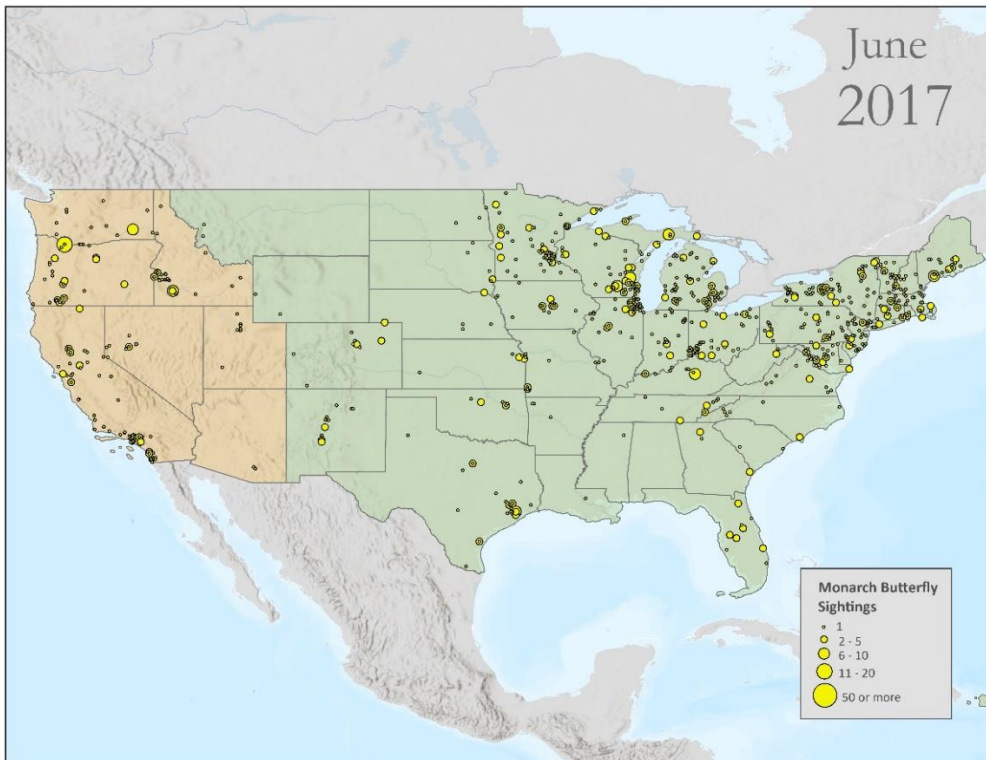 June
2017
Monarch Butterfly
Sightings
1
2 - 5
6 - 10
11 - 20
50 or more